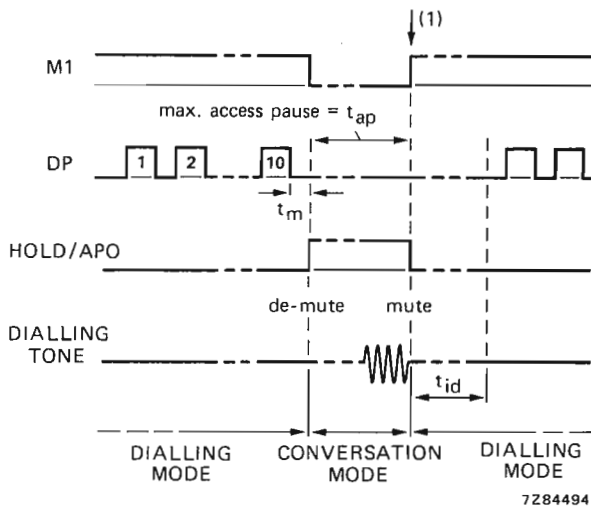 (1)
M1
max. access pause = tap
DP
1 2 10
tm
HOLD/APO
de-mute mute
DIALLING
TONE
tid
DIALLING
MODE
CONVERSATION
MODE
DIALLING
MODE
7Z84494